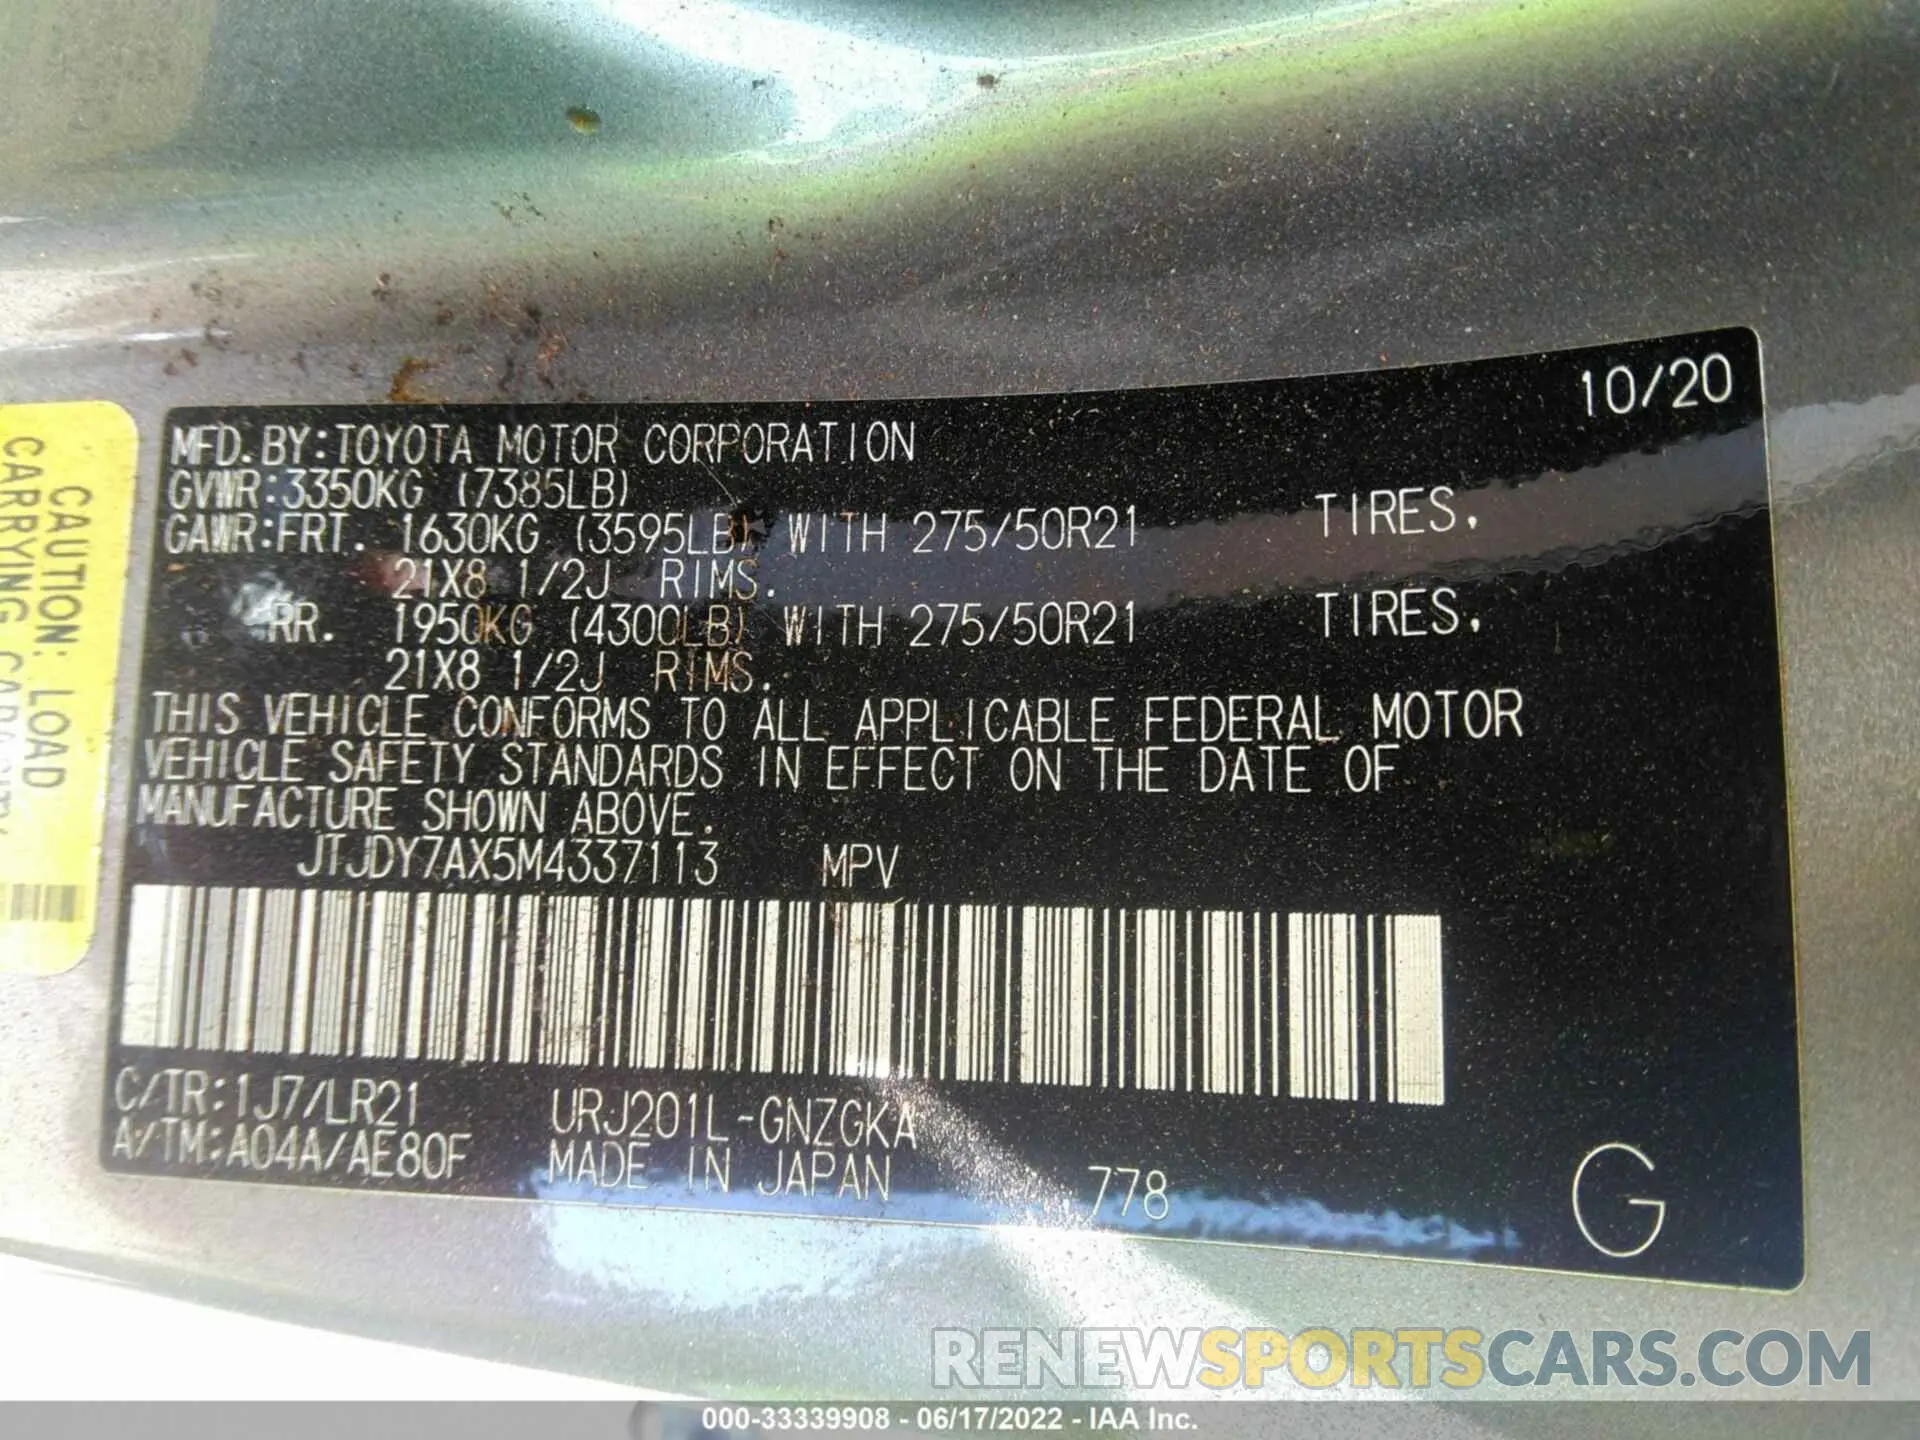 10/20
MFD.BY:TOYOTA MOTOR CORPORATION
GVWR:3350KG (7385LB)
GAWR:FRT. 1630KG (3595LB) WITH 275/50R21 TIRES,
21X8 1/2J RIMS.
RR. 1950KG (4300LB) WITH 275/50R21 TIRES,
21X8 1/2J RIMS.
THIS VEHICLE CONFORMS TO ALL APPLICABLE FEDERAL MOTOR
VEHICLE SAFETY STANDARDS IN EFFECT ON THE DATE OF
MANUFACTURE SHOWN ABOVE.
JTJDY7AX5M4337113 MPV
C/TR:1J7/LR21 URJ201L-GNZGKA
A/TM:A04A/AE80F MADE IN JAPAN 778
G
CAUTION: LOAD
CARRYING
RENEWSPORTSCARS.COM
000-33339908 - 06/17/2022 - IAA Inc.